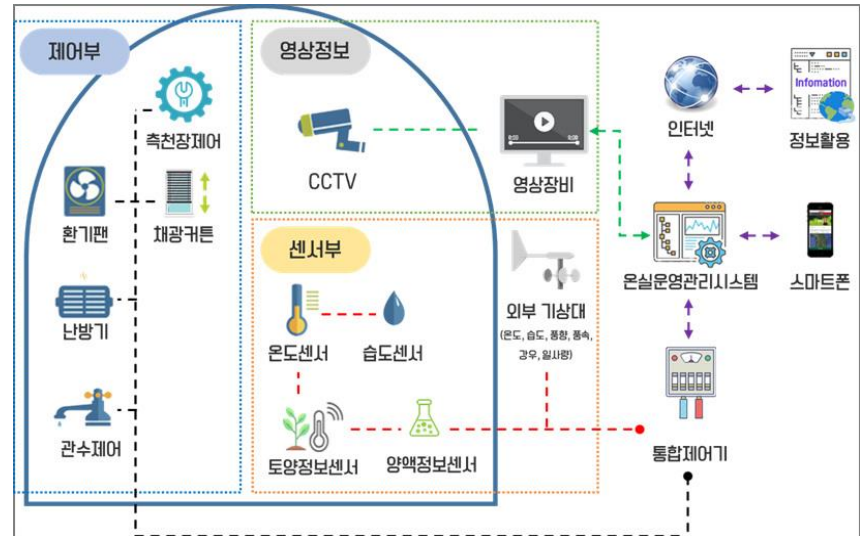 제어부
측천장제어
환기팬
채광커튼
난방기
관수제어
영상정보
CCTV
영상장비
센서부
온도센서
습도센서
토양정보센서
양액정보센서
외부 기상대
(온도, 습도, 풍향, 풍속,
강우, 일사량)
인터넷
Infomation
정보활용
온실운영관리시스템
스마트폰
통합제어기